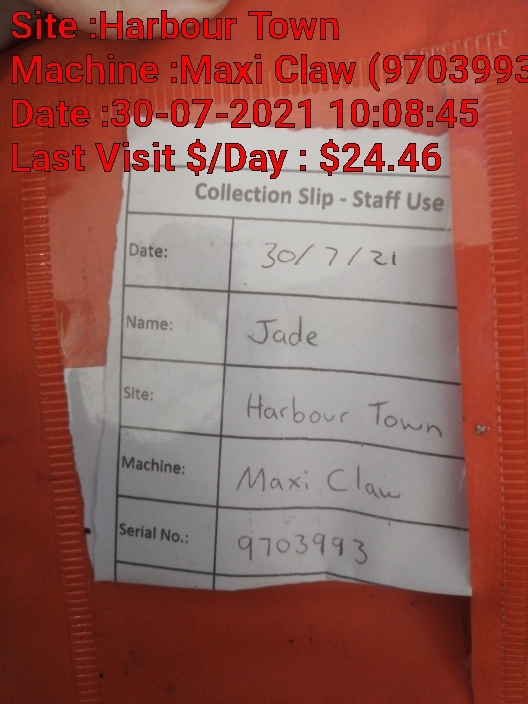 Site :Harbour Town
Machine :Maxi Claw (9703993
Date :30-07-2021 10:08:45
Last Visit $/Day : $24.46
Collection Slip - Staff Use
Date: 30/7/21
Name: Jade
Site: Harbour Town
Machine: Maxi Claw
Serial No.: 9703993